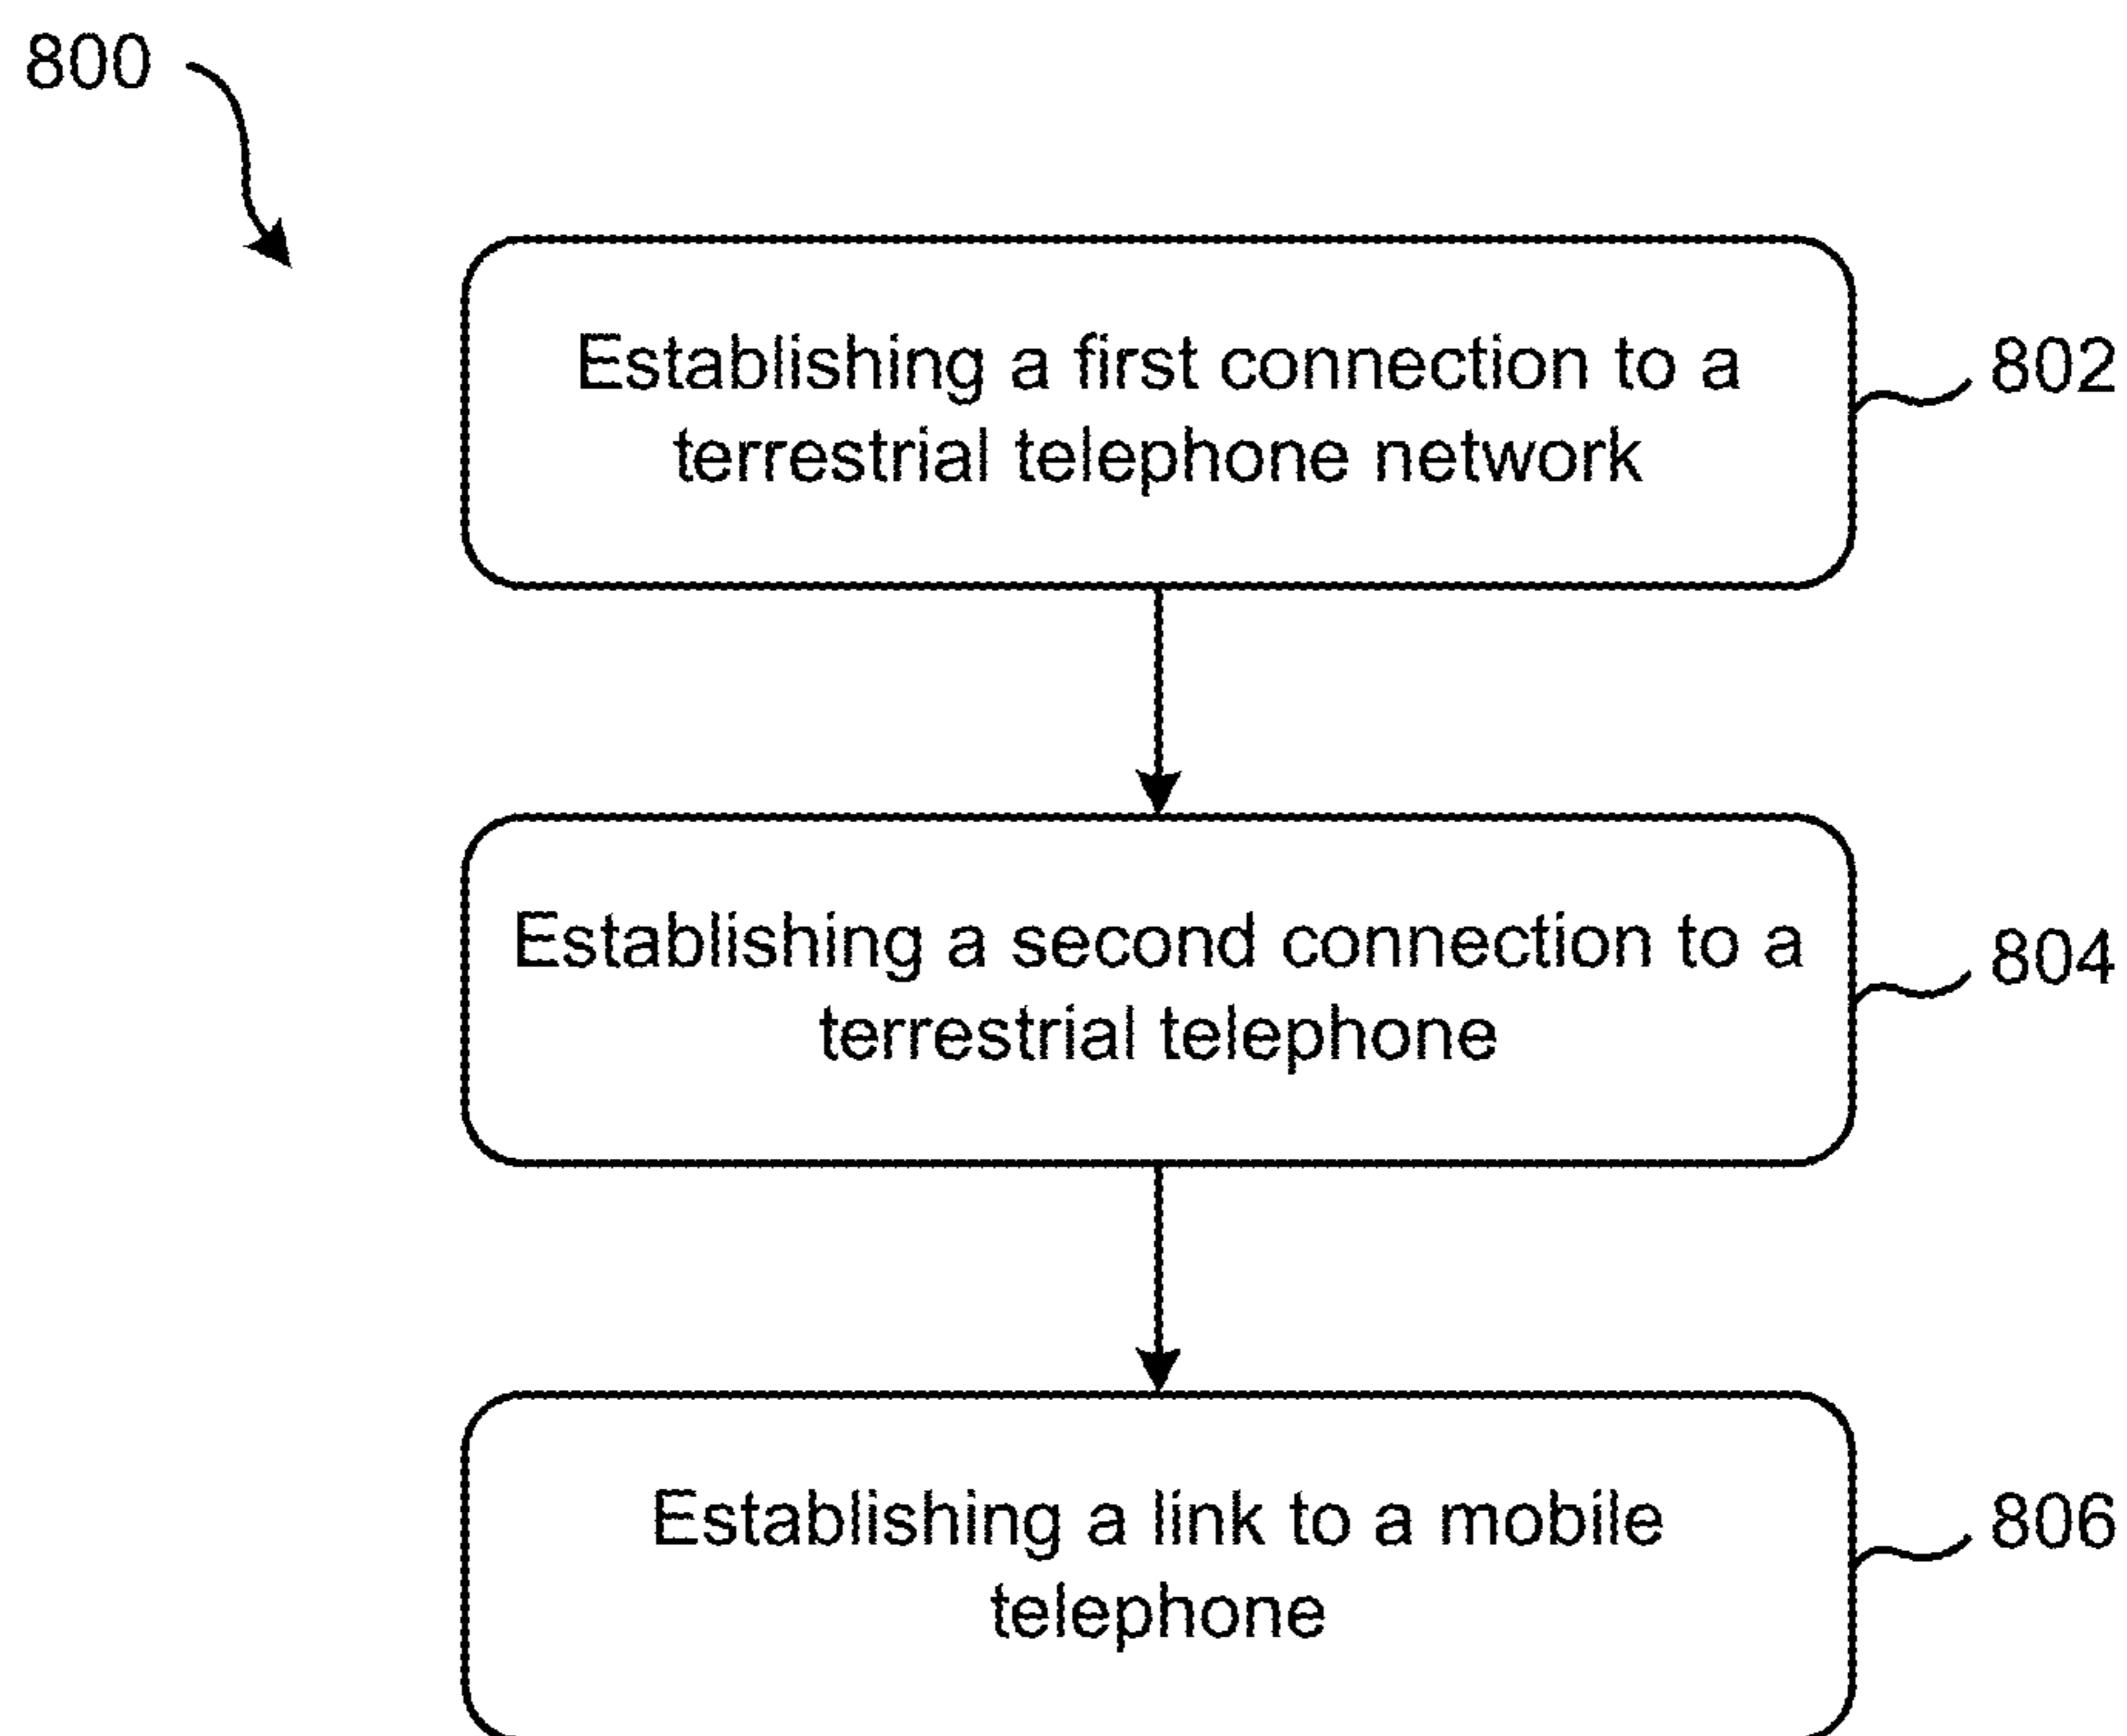 800
Establishing a first connection to a
terrestrial telephone network
802
Establishing a second connection to a
terrestrial telephone
804
Establishing a link to a mobile
telephone
806